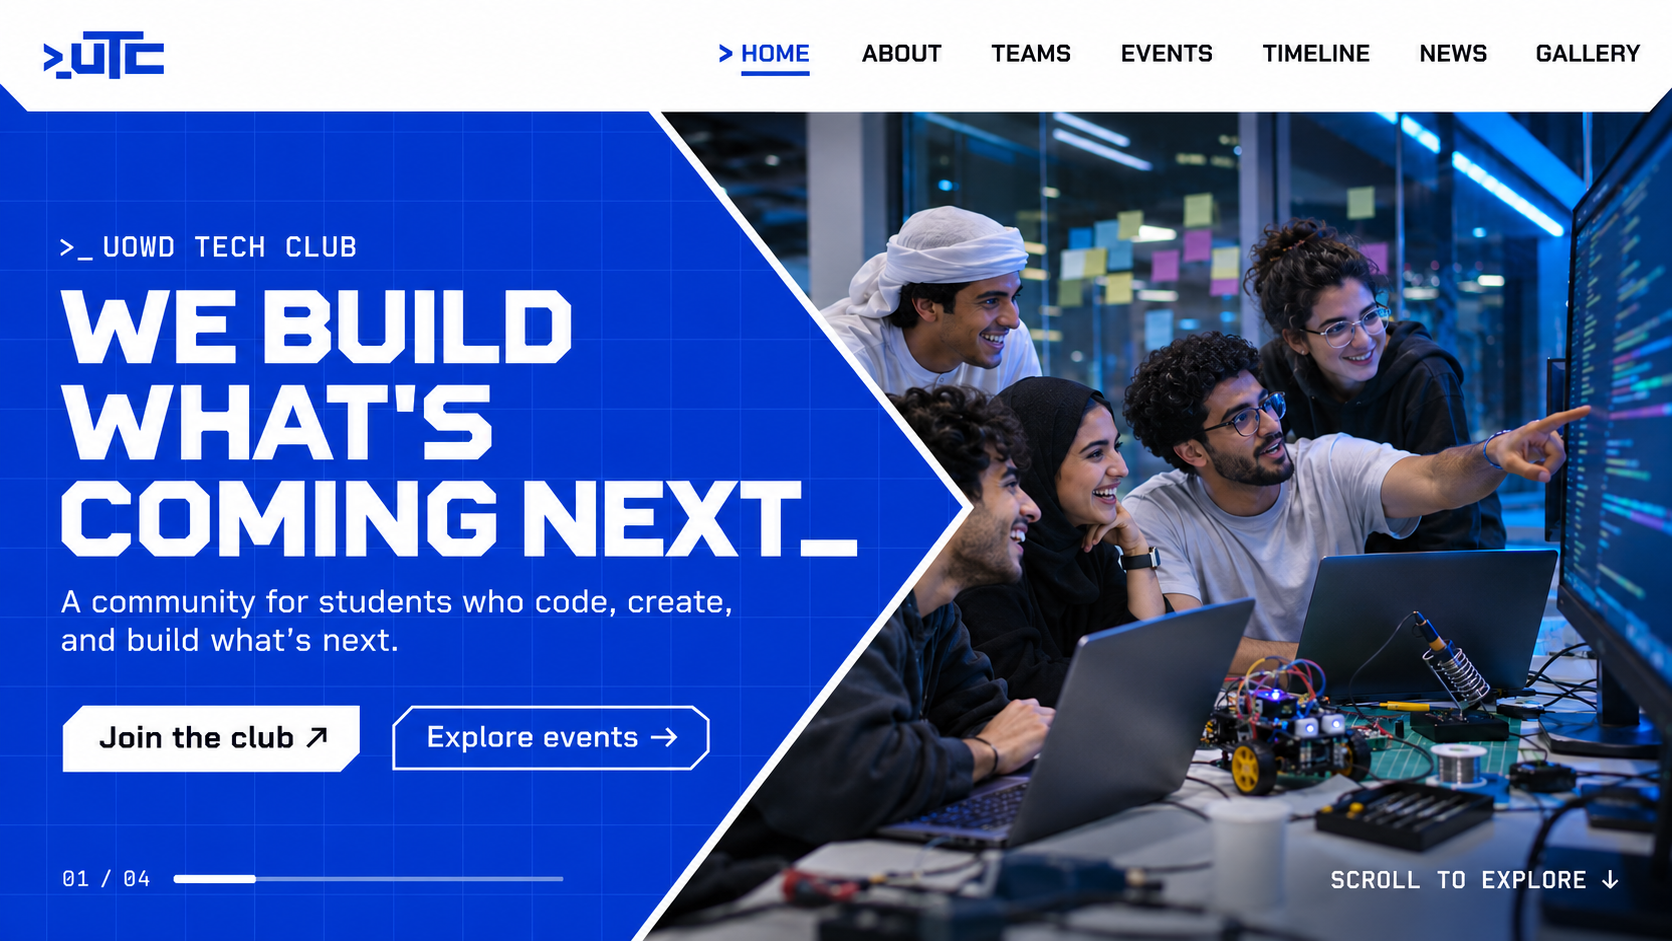 >_UTC
> HOME
ABOUT
TEAMS
EVENTS
TIMELINE
NEWS
GALLERY
>_ UOWD TECH CLUB
WE BUILD
WHAT'S
COMING NEXT_
A community for students who code, create,
and build what’s next.
Join the club ↗
Explore events →
01 / 04
SCROLL TO EXPLORE ↓